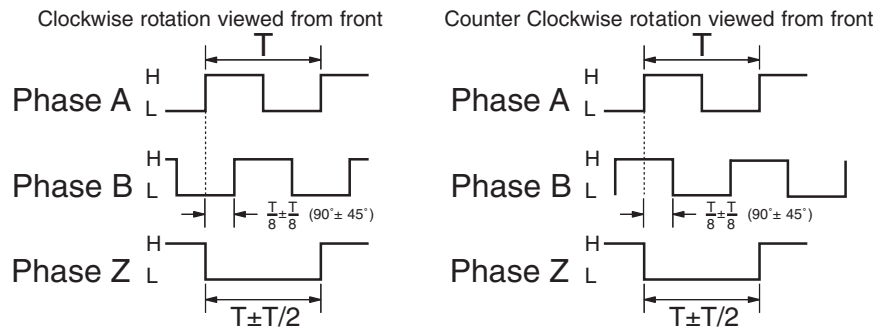 Clockwise rotation viewed from front
T
H
Phase A L
H
Phase B L
T/8±T/8 (90°± 45°)
H
Phase Z L
T±T/2
Counter Clockwise rotation viewed from front
T
H
Phase A L
H
Phase B L
T/8±T/8 (90°± 45°)
H
Phase Z L
T±T/2